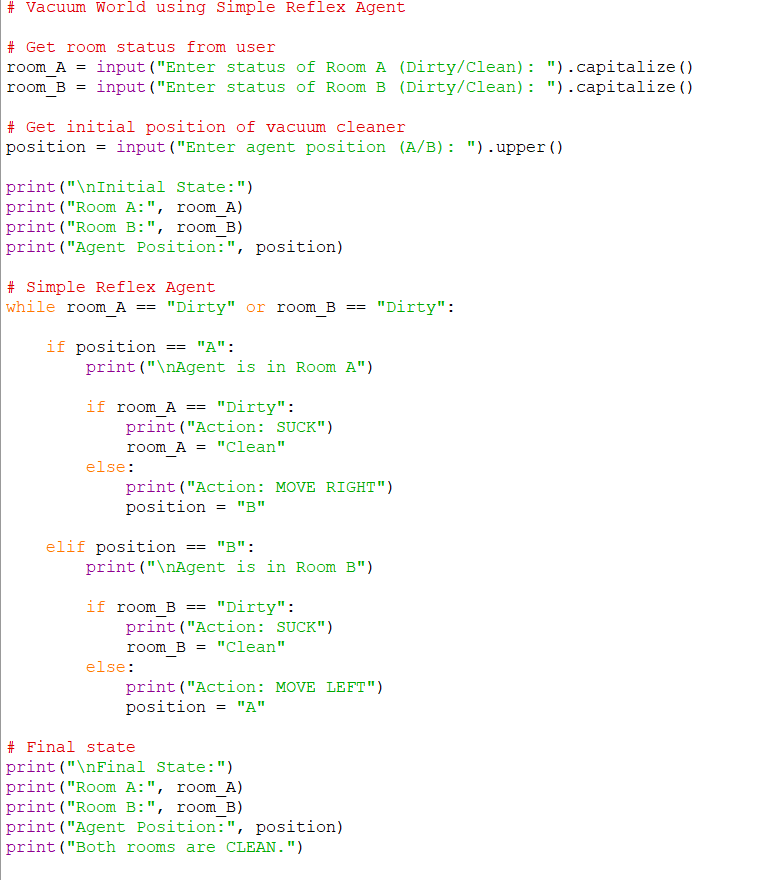 # Vacuum World using Simple Reflex Agent

# Get room status from user
room_A = input("Enter status of Room A (Dirty/Clean): ").capitalize()
room_B = input("Enter status of Room B (Dirty/Clean): ").capitalize()

# Get initial position of vacuum cleaner
position = input("Enter agent position (A/B): ").upper()

print("\nInitial State:")
print("Room A:", room_A)
print("Room B:", room_B)
print("Agent Position:", position)

# Simple Reflex Agent
while room_A == "Dirty" or room_B == "Dirty":

    if position == "A":
        print("\nAgent is in Room A")

        if room_A == "Dirty":
            print("Action: SUCK")
            room_A = "Clean"
        else:
            print("Action: MOVE RIGHT")
            position = "B"

    elif position == "B":
        print("\nAgent is in Room B")

        if room_B == "Dirty":
            print("Action: SUCK")
            room_B = "Clean"
        else:
            print("Action: MOVE LEFT")
            position = "A"

# Final state
print("\nFinal State:")
print("Room A:", room_A)
print("Room B:", room_B)
print("Agent Position:", position)
print("Both rooms are CLEAN.")